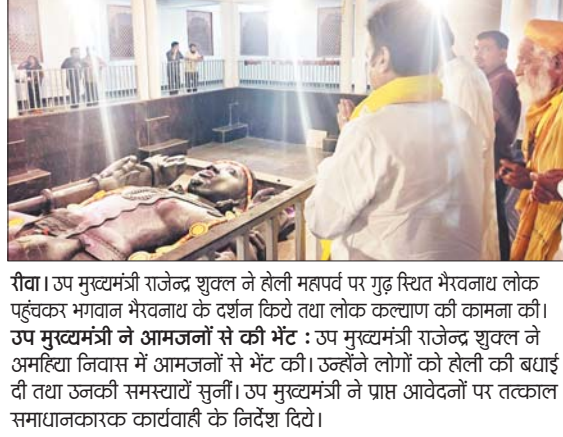 रीवा। उप मुख्यमंत्री राजेन्द्र शुक्ल ने होली महापर्व पर गुढ़ स्थित भैरवनाथ लोक
पहुंचकर भगवान भैरवनाथ के दर्शन किये तथा लोक कल्याण की कामना की।
उप मुख्यमंत्री ने आमजनों से की भेंट : उप मुख्यमंत्री राजेन्द्र शुक्ल ने
अमहिया निवास में आमजनों से भेंट की। उन्होंने लोगों को होली की बधाई
दी तथा उनकी समस्यायें सुनीं। उप मुख्यमंत्री ने प्राप्त आवेदनों पर तत्काल
समाधानकारक कार्यवाही के निर्देश दिये।